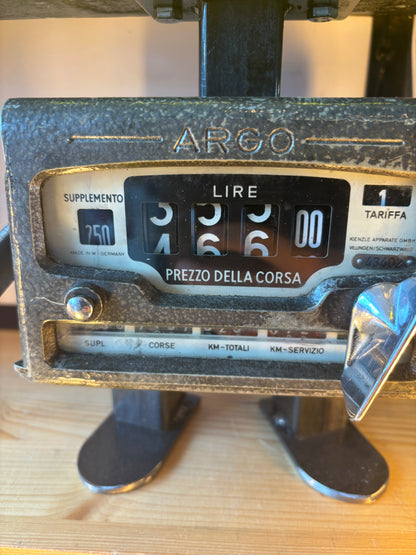 ARGO
SUPPLEMENTO
LIRE
1
TARIFFA
250
00
MADE IN W-GERMANY
PREZZO DELLA CORSA
KIENZLE APPARATE GMBH
VILLINGEN/SCHWARZWALD
SUPL CORSE KM-TOTALI KM-SERVIZIO